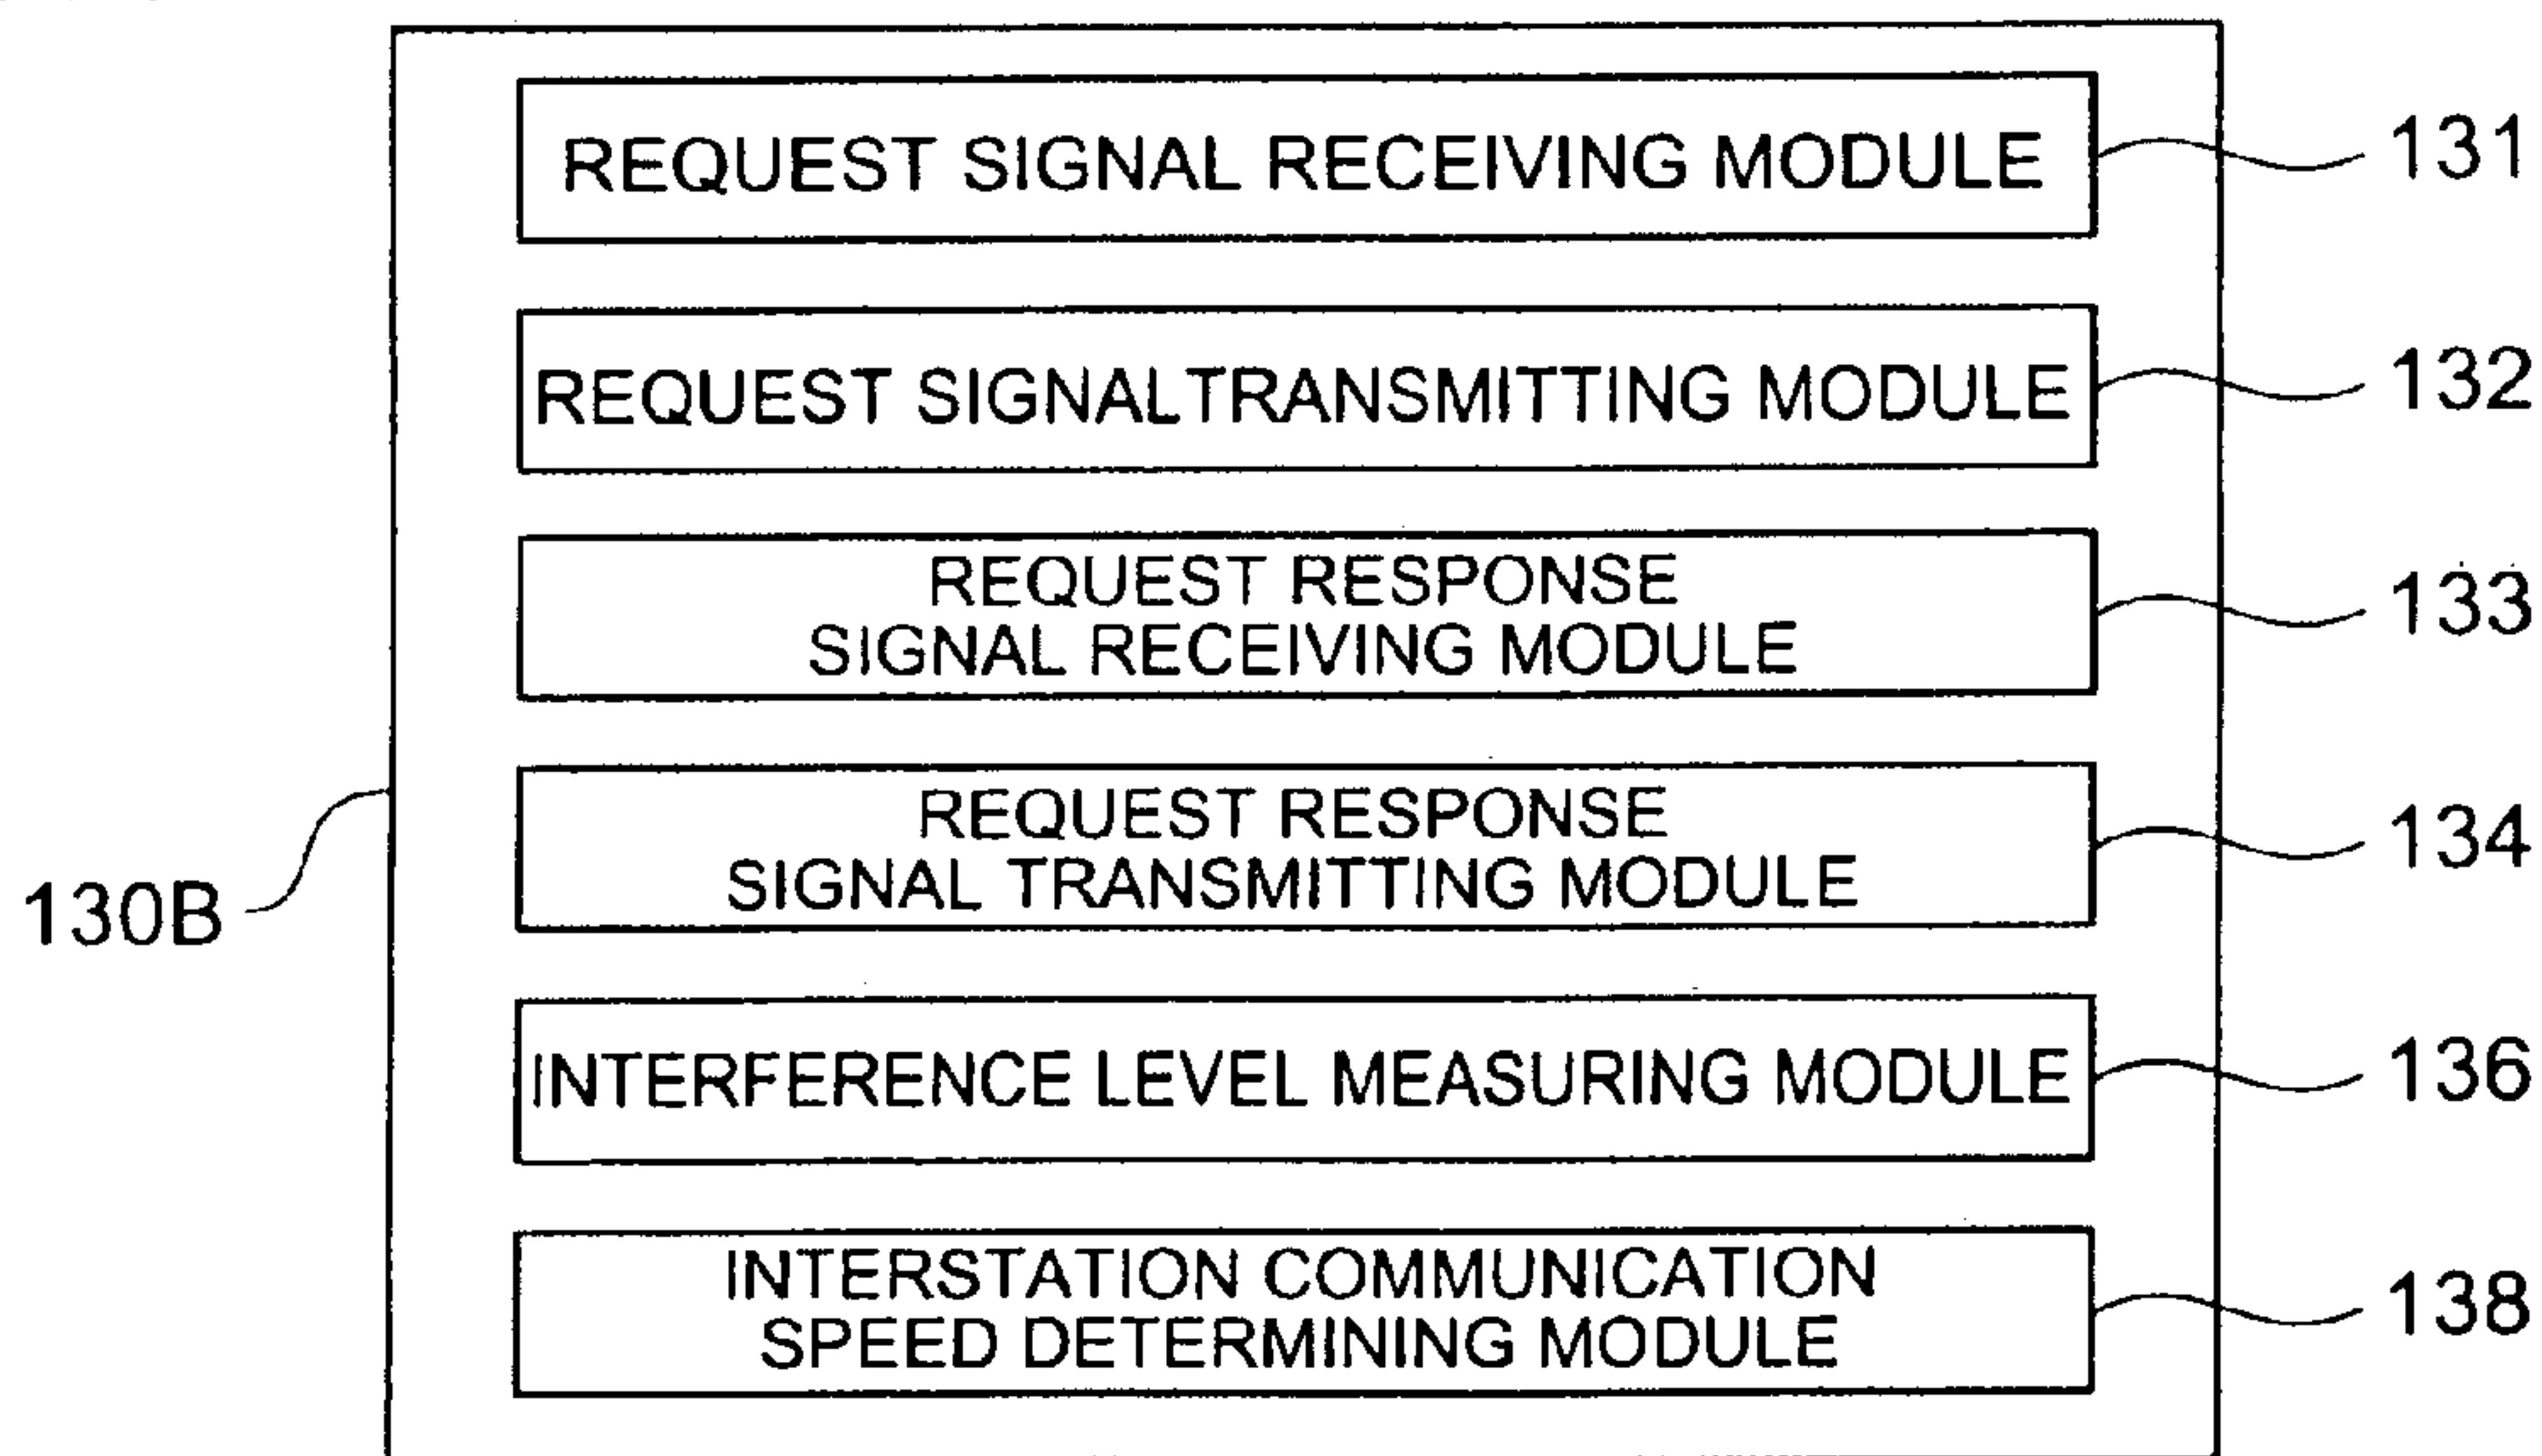 REQUEST SIGNAL RECEIVING MODULE
131
REQUEST SIGNALTRANSMITTING MODULE
132
REQUEST RESPONSE
SIGNAL RECEIVING MODULE
133
REQUEST RESPONSE
SIGNAL TRANSMITTING MODULE
134
130B
INTERFERENCE LEVEL MEASURING MODULE
136
INTERSTATION COMMUNICATION
SPEED DETERMINING MODULE
138